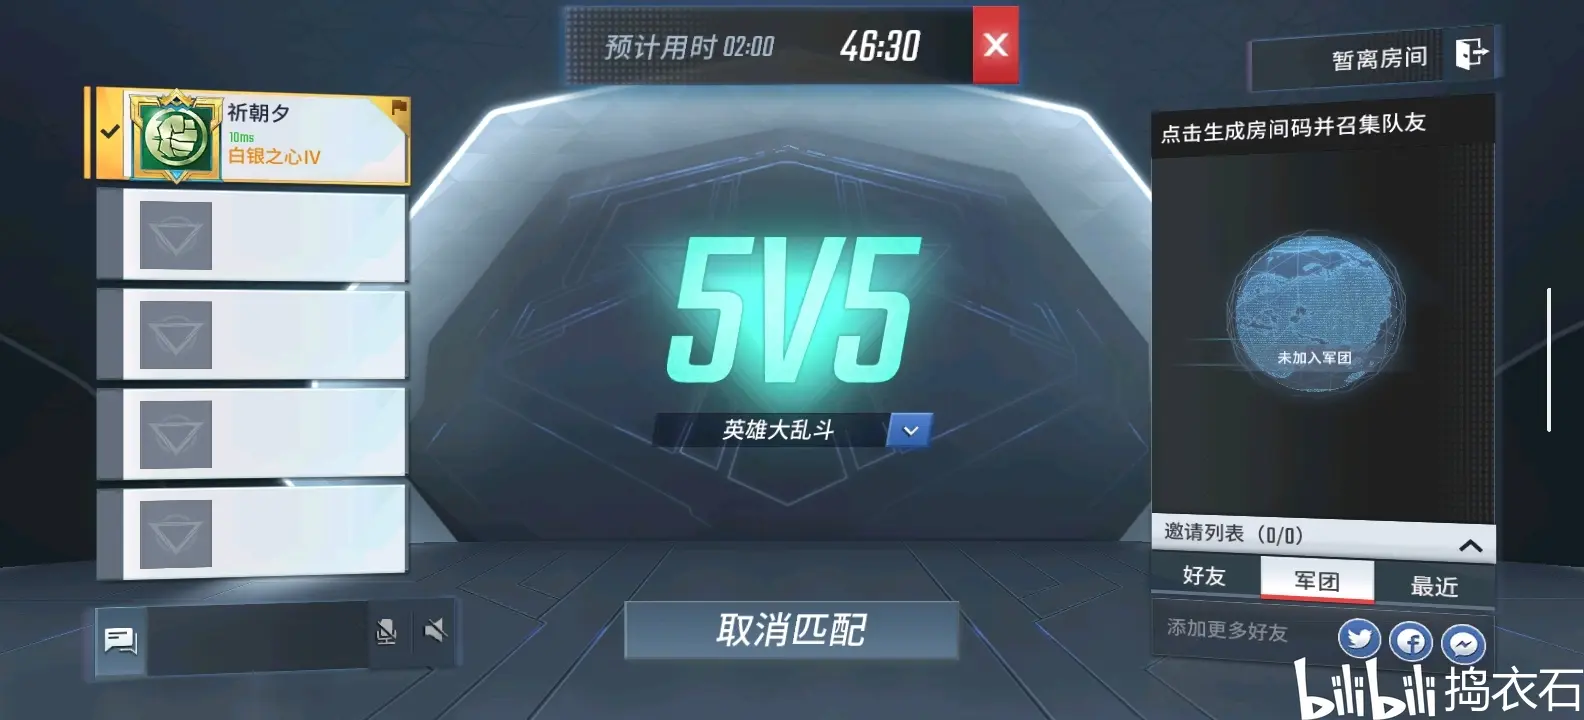 预计用时 02:00
46:30
暂离房间
祈朝夕
10ms
白银之心IV
点击生成房间码并召集队友
5V5
英雄大乱斗
未加入军团
邀请列表（0/0）
好友
军团
最近
添加更多好友
取消匹配
bilibili 捣衣石